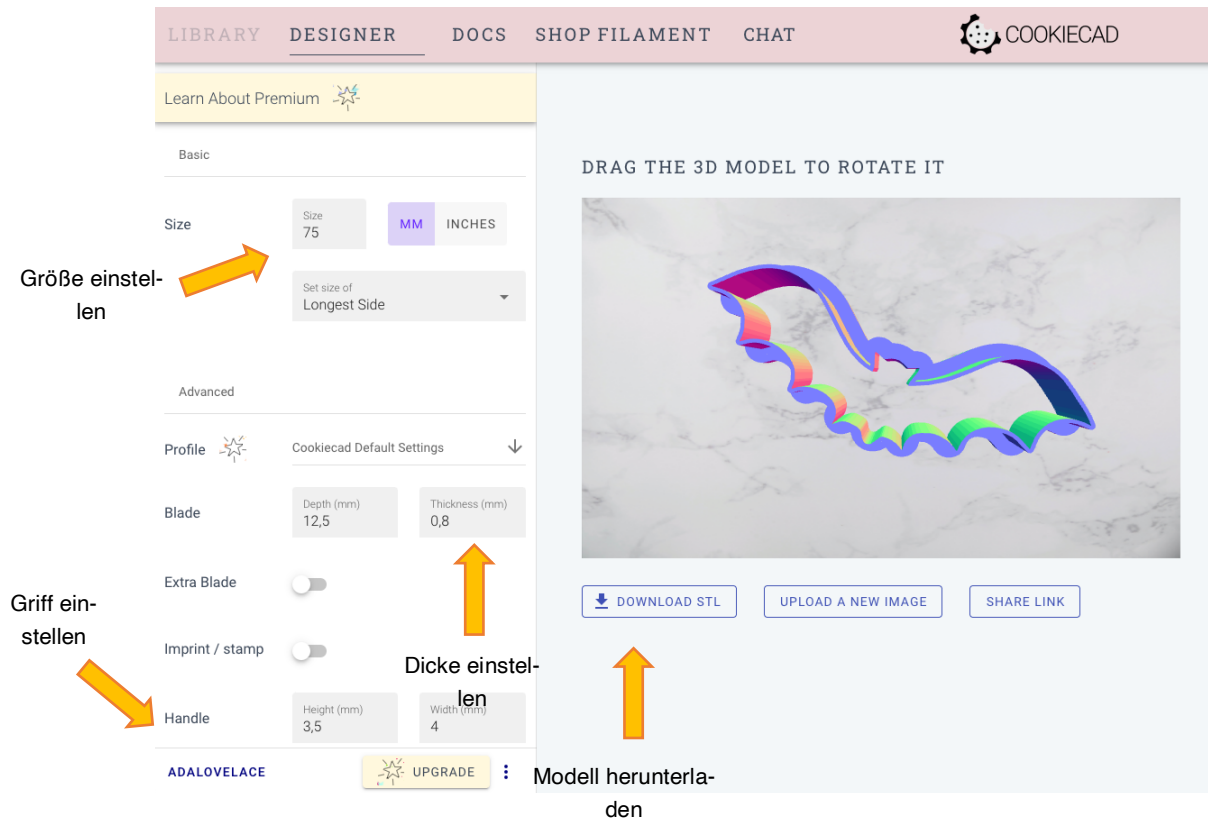 LIBRARY DESIGNER DOCS SHOP FILAMENT CHAT COOKIECAD
Learn About Premium
Basic
Size
Size
75
MM INCHES
Größe einstel-
len
Set size of
Longest Side
Advanced
Profile Cookiecad Default Settings
Blade
Depth (mm)
12,5
Thickness (mm)
0,8
Extra Blade
Griff ein-
stellen
Imprint / stamp
Dicke einstel-
len
Handle
Height (mm)
3,5
Width (mm)
4
ADALOVELACE UPGRADE
DRAG THE 3D MODEL TO ROTATE IT
DOWNLOAD STL UPLOAD A NEW IMAGE SHARE LINK
Modell herunterla-
den